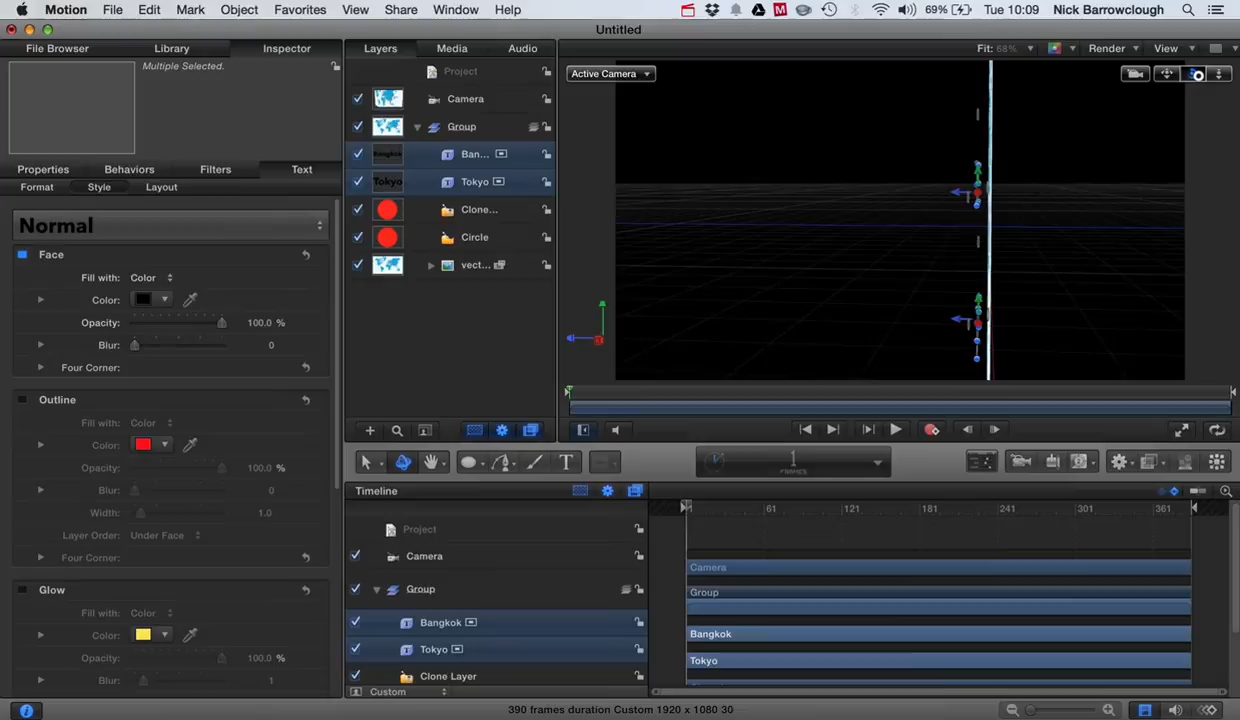 Motion File Edit Mark Object Favorites View Share Window Help 69% Tue 10:09 Nick Barrowclough
Untitled
File Browser Library Inspector
Multiple Selected.
Properties Behaviors Filters Text
Format Style Layout
Normal
Face
Fill with: Color
Color:
Opacity: 100.0 %
Blur: 0
Four Corner:
Outline
Fill with: Color
Color:
Opacity: 100.0 %
Blur: 0
Width: 1.0
Layer Order: Under Face
Four Corner:
Glow
Fill with: Color
Color:
Opacity: 100.0 %
Blur: 1
Layers Media Audio
Project
Camera
Group
Bangkok Ban...
Tokyo Tokyo
Clone...
Circle
vect...
Fit: 68% Render View
Active Camera
1
FRAMES
Timeline
1 61 121 181 241 301 361
Project
Camera Camera
Group Group
Bangkok Bangkok
Tokyo Tokyo
Clone Layer
Custom
390 frames duration Custom 1920 x 1080 30